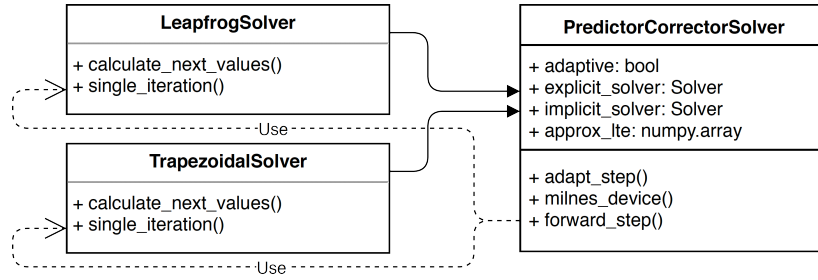 LeapfrogSolver
+ calculate_next_values()
+ single_iteration()
Use
TrapezoidalSolver
+ calculate_next_values()
+ single_iteration()
Use
PredictorCorrectorSolver
+ adaptive: bool
+ explicit_solver: Solver
+ implicit_solver: Solver
+ approx_lte: numpy.array
+ adapt_step()
+ milnes_device()
+ forward_step()